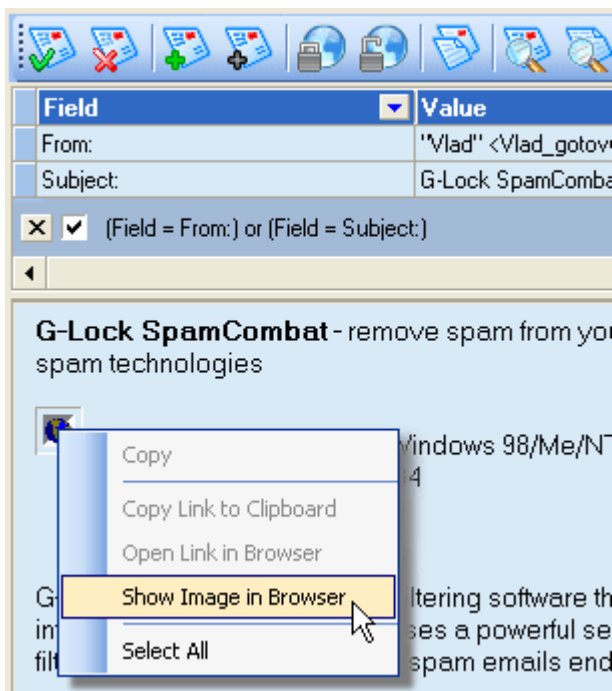 Field Value
From: "Vlad" <Vlad_gotov
Subject: G-Lock SpamComba
(Field = From:) or (Field = Subject:)
G-Lock SpamCombat - remove spam from you
spam technologies
Windows 98/Me/NT
4
Copy
Copy Link to Clipboard
Open Link in Browser
Show Image in Browser
Select All
G- ltering software th
in ses a powerful se
filt spam emails end